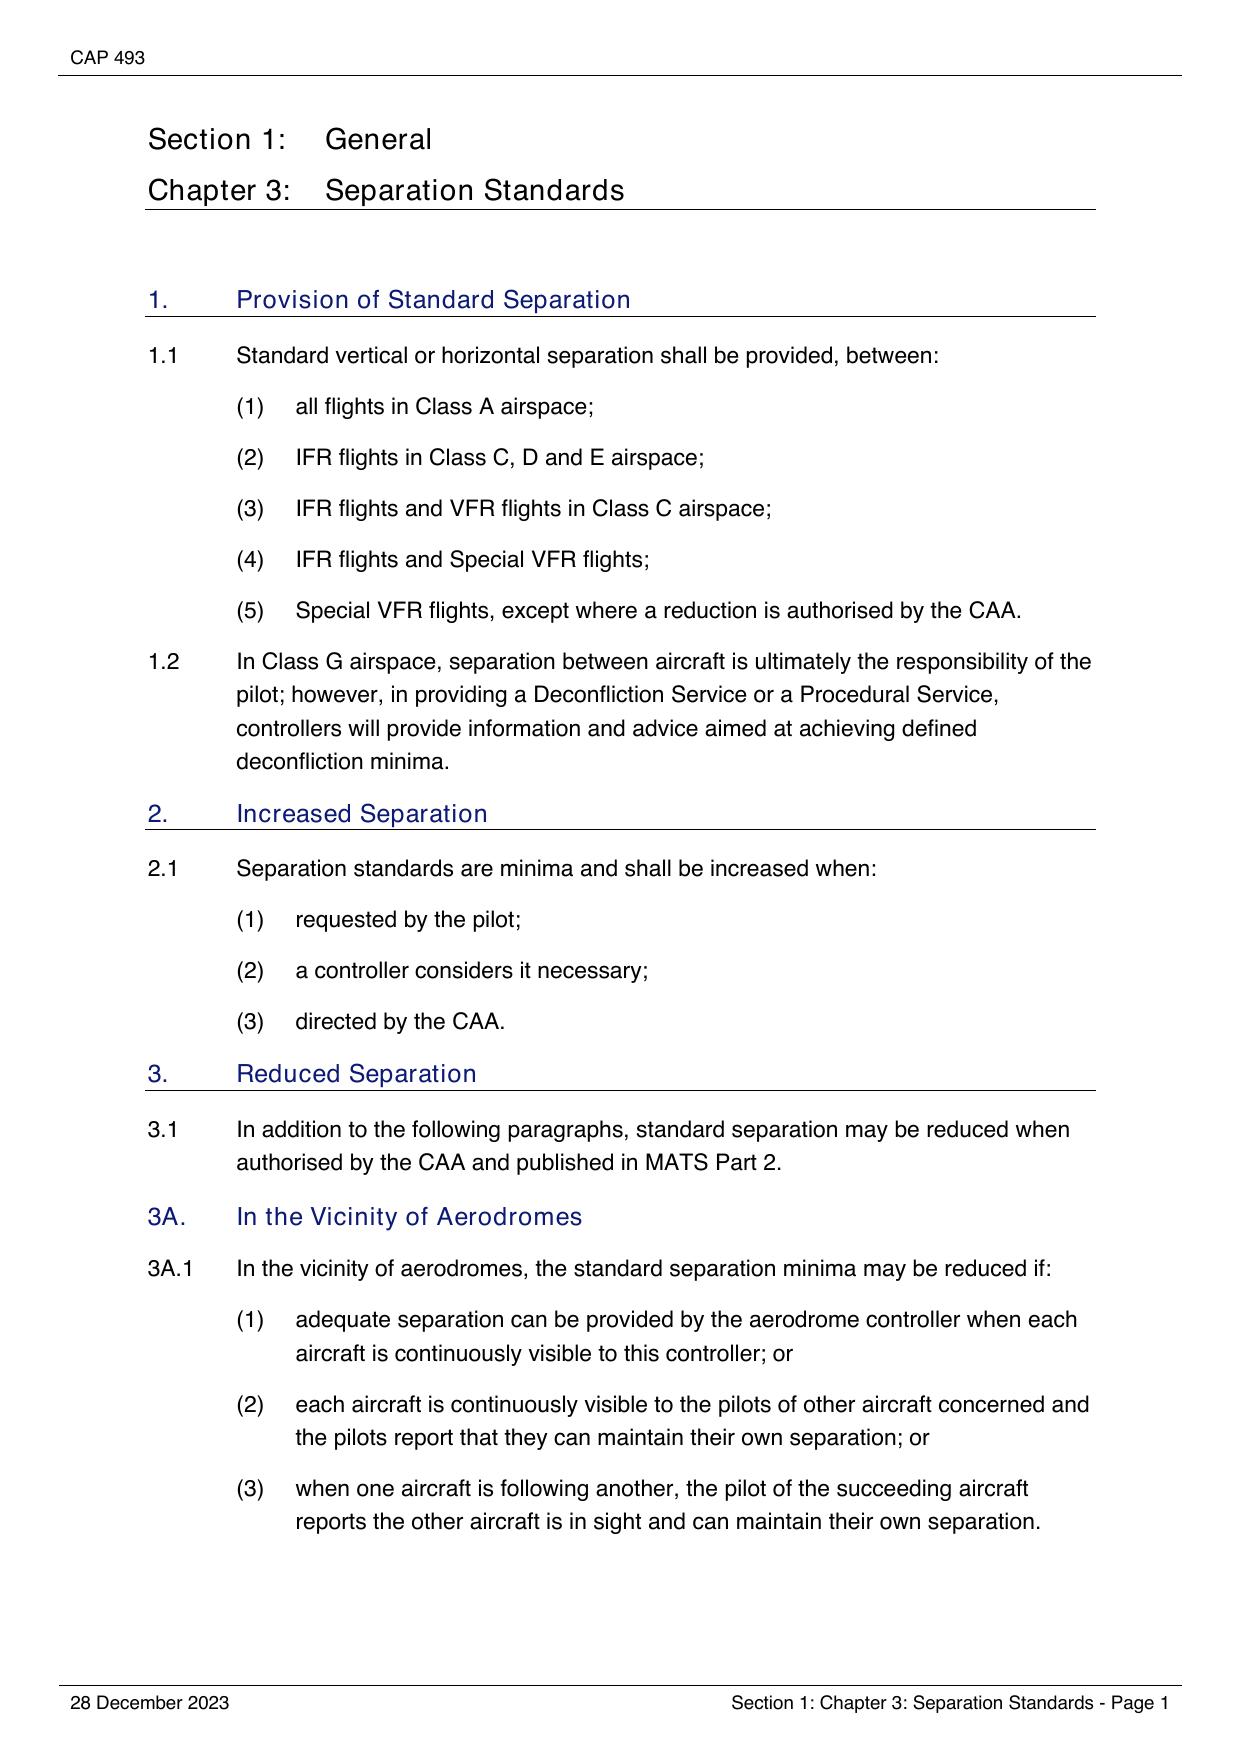 CAP 493
Section 1: General
Chapter 3: Separation Standards
1. Provision of Standard Separation
1.1 Standard vertical or horizontal separation shall be provided, between:
(1) all flights in Class A airspace;
(2) IFR flights in Class C, D and E airspace;
(3) IFR flights and VFR flights in Class C airspace;
(4) IFR flights and Special VFR flights;
(5) Special VFR flights, except where a reduction is authorised by the CAA.
1.2 In Class G airspace, separation between aircraft is ultimately the responsibility of the
pilot; however, in providing a Deconfliction Service or a Procedural Service,
controllers will provide information and advice aimed at achieving defined
deconfliction minima.
2. Increased Separation
2.1 Separation standards are minima and shall be increased when:
(1) requested by the pilot;
(2) a controller considers it necessary;
(3) directed by the CAA.
3. Reduced Separation
3.1 In addition to the following paragraphs, standard separation may be reduced when
authorised by the CAA and published in MATS Part 2.
3A. In the Vicinity of Aerodromes
3A.1 In the vicinity of aerodromes, the standard separation minima may be reduced if:
(1) adequate separation can be provided by the aerodrome controller when each
aircraft is continuously visible to this controller; or
(2) each aircraft is continuously visible to the pilots of other aircraft concerned and
the pilots report that they can maintain their own separation; or
(3) when one aircraft is following another, the pilot of the succeeding aircraft
reports the other aircraft is in sight and can maintain their own separation.
28 December 2023 Section 1: Chapter 3: Separation Standards - Page 1